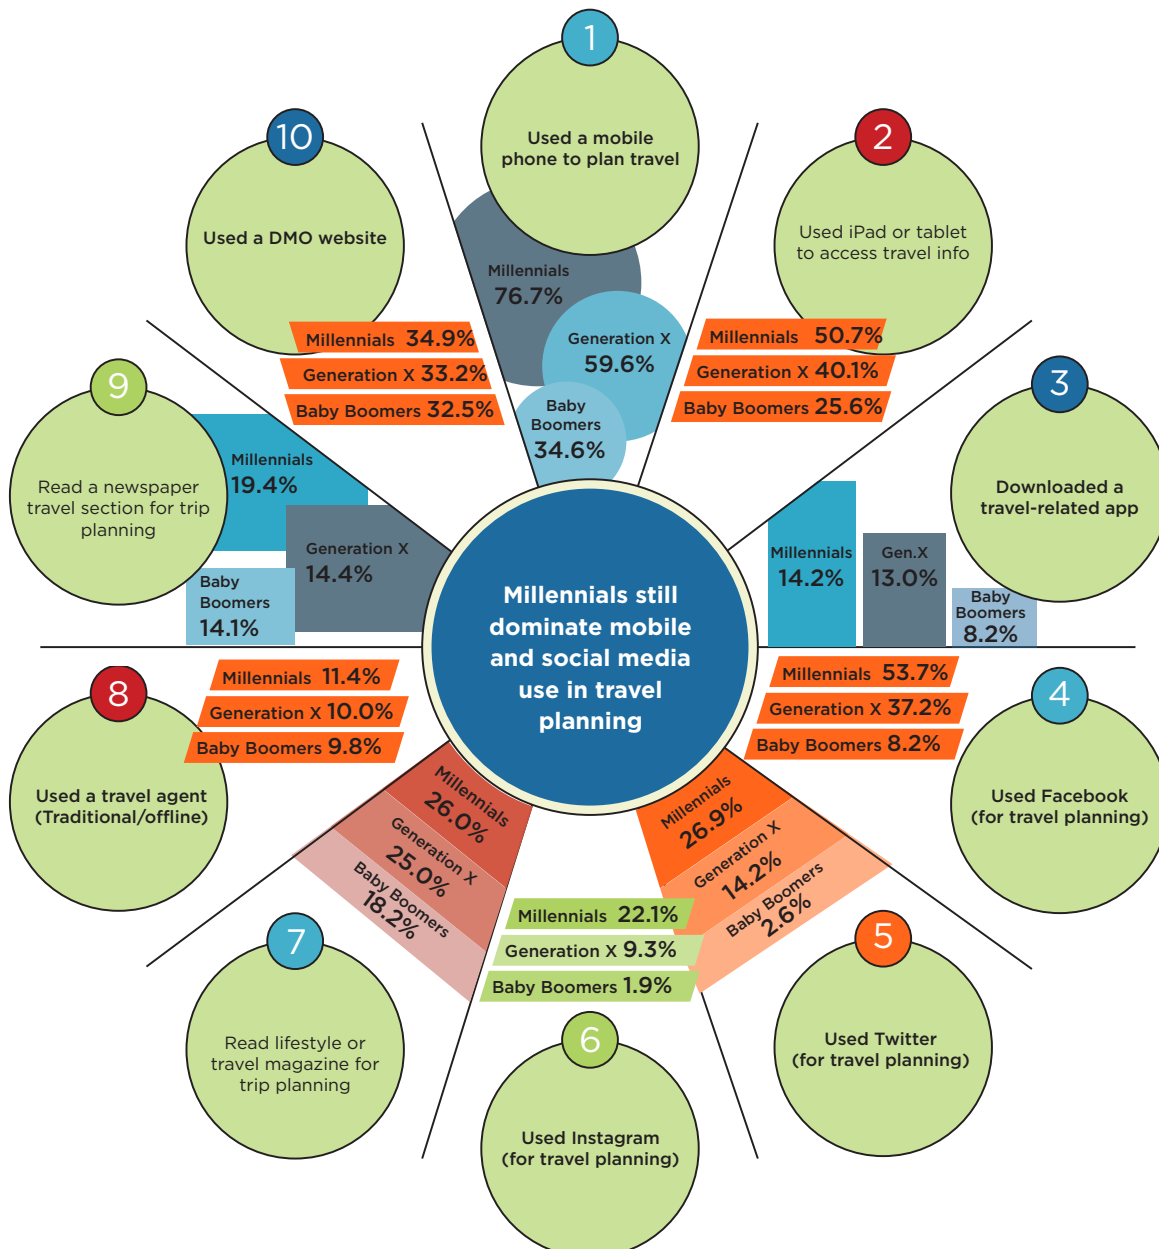 1
Used a mobile
phone to plan travel
Millennials
76.7%
Generation X
59.6%
Baby
Boomers
34.6%
2
Used iPad or tablet
to access travel info
Millennials 50.7%
Generation X 40.1%
Baby Boomers 25.6%
3
Downloaded a
travel-related app
Millennials
14.2%
Gen.X
13.0%
Baby
Boomers
8.2%
4
Used Facebook
(for travel planning)
Millennials 53.7%
Generation X 37.2%
Baby Boomers 8.2%
5
Used Twitter
(for travel planning)
Millennials
26.9%
Generation X
14.2%
Baby Boomers
2.6%
6
Used Instagram
(for travel planning)
Millennials 22.1%
Generation X 9.3%
Baby Boomers 1.9%
7
Read lifestyle or
travel magazine for
trip planning
Millennials
26.0%
Generation X
25.0%
Baby Boomers
18.2%
8
Used a travel agent
(Traditional/offline)
Millennials 11.4%
Generation X 10.0%
Baby Boomers 9.8%
9
Read a newspaper
travel section for trip
planning
Millennials
19.4%
Generation X
14.4%
Baby
Boomers
14.1%
10
Used a DMO website
Millennials 34.9%
Generation X 33.2%
Baby Boomers 32.5%
Millennials still
dominate mobile
and social media
use in travel
planning